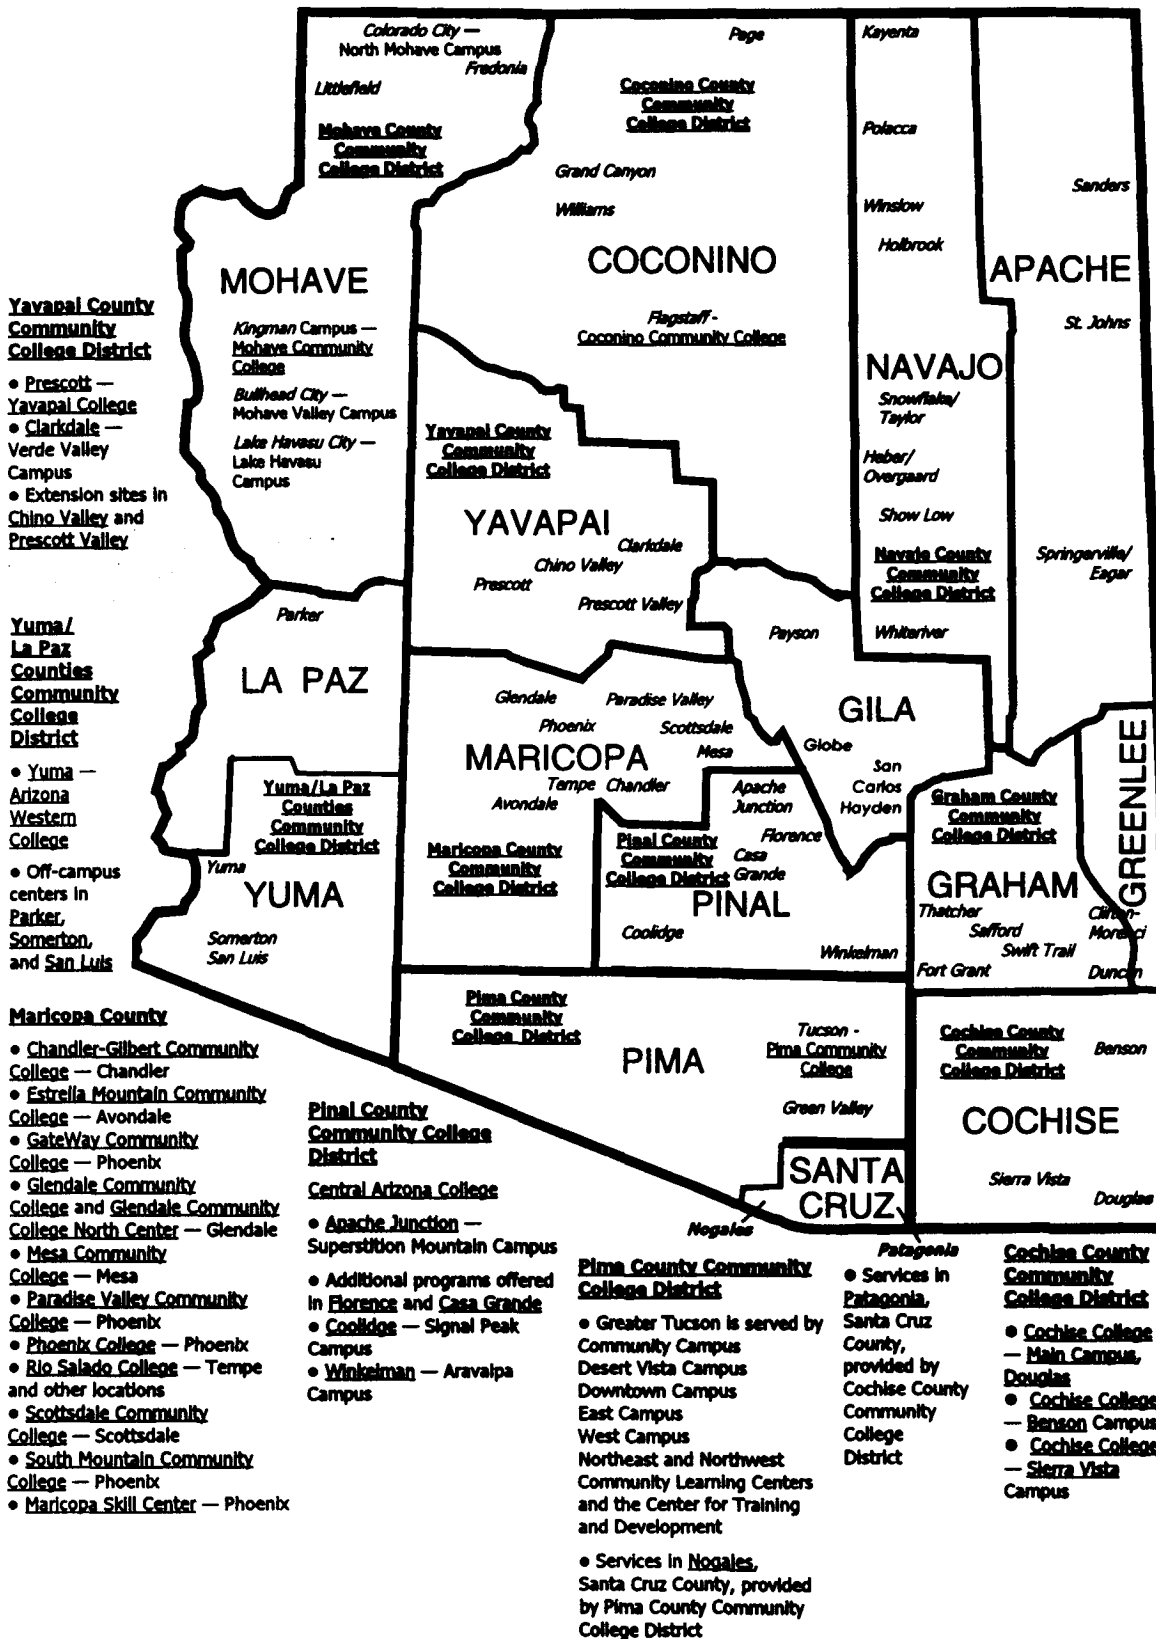 Colorado City —
North Mohave Campus
Fredonia
Littlefield
Mohave County
Community
College District
MOHAVE
Kingman Campus —
Mohave Community
College
Bullhead City —
Mohave Valley Campus
Lake Havasu City —
Lake Havasu
Campus
Page
Coconino County
Community
College District
Grand Canyon
Williams
COCONINO
Flagstaff -
Coconino Community College
Kayenta
Polacca
Winslow
Holbrook
NAVAJO
Snowflake/
Taylor
Heber/
Overgaard
Show Low
Navajo County
Community
College District
Whiteriver
Sanders
APACHE
St. Johns
Springerville/
Eagar
Yavapai County
Community
College District
YAVAPAI
Clarkdale
Chino Valley
Prescott
Prescott Valley
Parker
LA PAZ
Yuma/La Paz
Counties
Community
College District
Yuma
YUMA
Somerton
San Luis
Glendale
Paradise Valley
Phoenix
Scottsdale
MARICOPA
Mesa
Tempe Chandler
Avondale
Maricopa County
Community
College District
Payson
GILA
Globe
San
Carlos
Hayden
Apache
Junction
Florence
Pinal County
Community
College District
Casa
Grande
PINAL
Coolidge
Winkelman
Graham County
Community
College District
GRAHAM
Thatcher
Safford
Swift Trail
Fort Grant
GREENLEE
Clifton-
Morenci
Duncan
Pima County
Community
College District
PIMA
Tucson -
Pima Community
College
Green Valley
Cochise County
Community
College District
Benson
COCHISE
Sierra Vista
Douglas
SANTA
CRUZ
Nogales
Patagonia
Yavapai County
Community
College District
• Prescott —
Yavapai College
• Clarkdale —
Verde Valley
Campus
• Extension sites in
Chino Valley and
Prescott Valley
Yuma/
La Paz
Counties
Community
College
District
• Yuma —
Arizona
Western
College
• Off-campus
centers in
Parker,
Somerton,
and San Luis
Maricopa County
• Chandler-Gilbert Community
College — Chandler
• Estrella Mountain Community
College — Avondale
• GateWay Community
College — Phoenix
• Glendale Community
College and Glendale Community
College North Center — Glendale
• Mesa Community
College — Mesa
• Paradise Valley Community
College — Phoenix
• Phoenix College — Phoenix
• Rio Salado College — Tempe
and other locations
• Scottsdale Community
College — Scottsdale
• South Mountain Community
College — Phoenix
• Maricopa Skill Center — Phoenix
Pinal County
Community College
District
Central Arizona College
• Apache Junction —
Superstition Mountain Campus
• Additional programs offered
in Florence and Casa Grande
• Coolidge — Signal Peak
Campus
• Winkelman — Aravaipa
Campus
Pima County Community
College District
• Greater Tucson is served by
Community Campus
Desert Vista Campus
Downtown Campus
East Campus
West Campus
Northeast and Northwest
Community Learning Centers
and the Center for Training
and Development
• Services in Nogales,
Santa Cruz County, provided
by Pima County Community
College District
• Services in
Patagonia,
Santa Cruz
County,
provided by
Cochise County
Community
College
District
Cochise County
Community
College District
• Cochise College
— Main Campus,
Douglas
• Cochise College
— Benson Campus
• Cochise College
— Sierra Vista
Campus